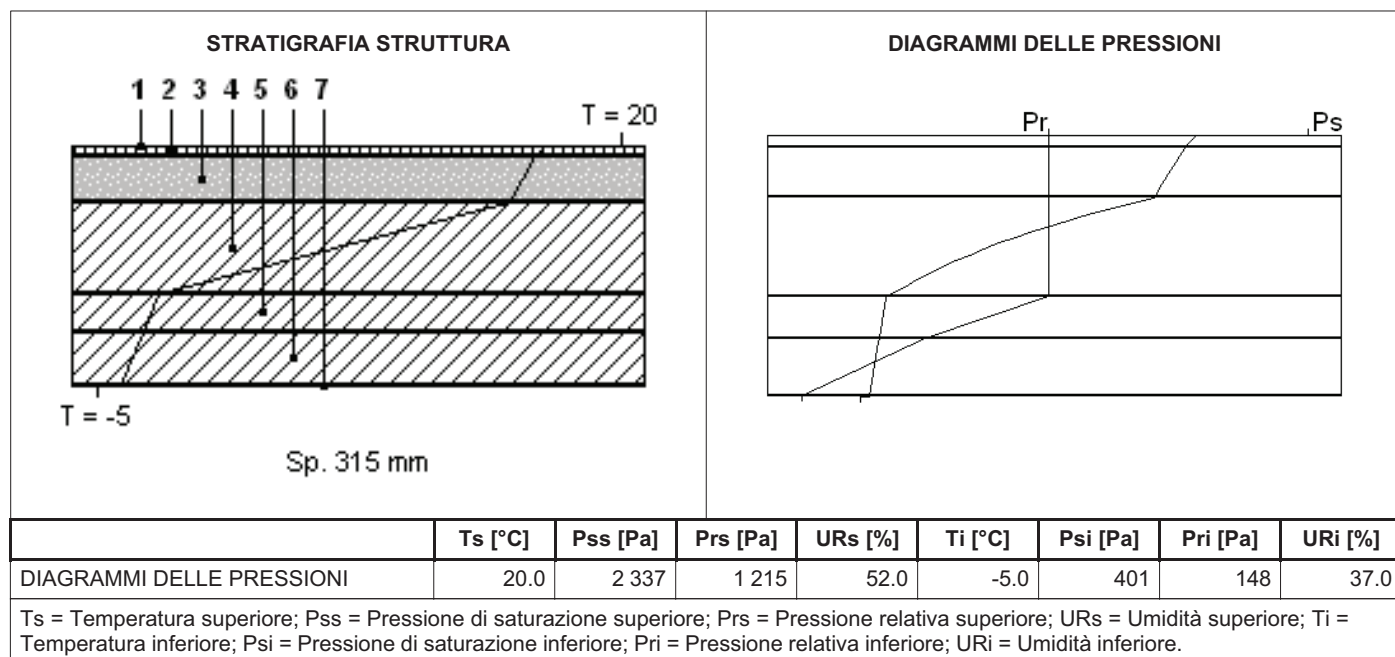 STRATIGRAFIA STRUTTURA
1 2 3 4 5 6 7
T = 20
T = -5
Sp. 315 mm
DIAGRAMMI DELLE PRESSIONI
Pr
Ps
Ts [°C] Pss [Pa] Prs [Pa] URs [%] Ti [°C] Psi [Pa] Pri [Pa] URi [%]
DIAGRAMMI DELLE PRESSIONI 20.0 2 337 1 215 52.0 -5.0 401 148 37.0
Ts = Temperatura superiore; Pss = Pressione di saturazione superiore; Prs = Pressione relativa superiore; URs = Umidità superiore; Ti =
Temperatura inferiore; Psi = Pressione di saturazione inferiore; Pri = Pressione relativa inferiore; URi = Umidità inferiore.